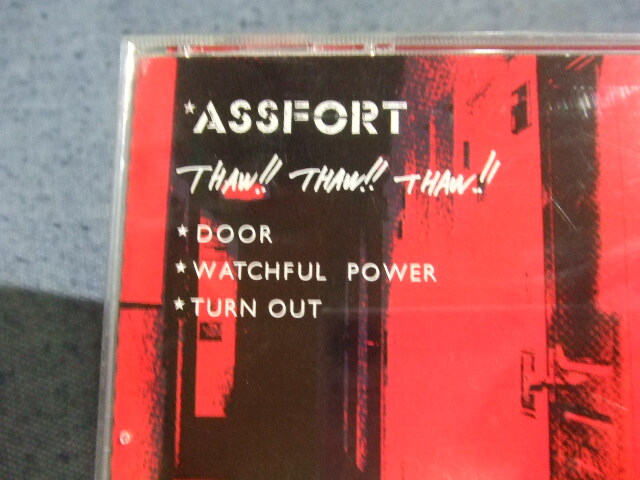 *ASSFORT
THAW!! THAW!! THAW!!
*DOOR
*WATCHFUL POWER
*TURN OUT